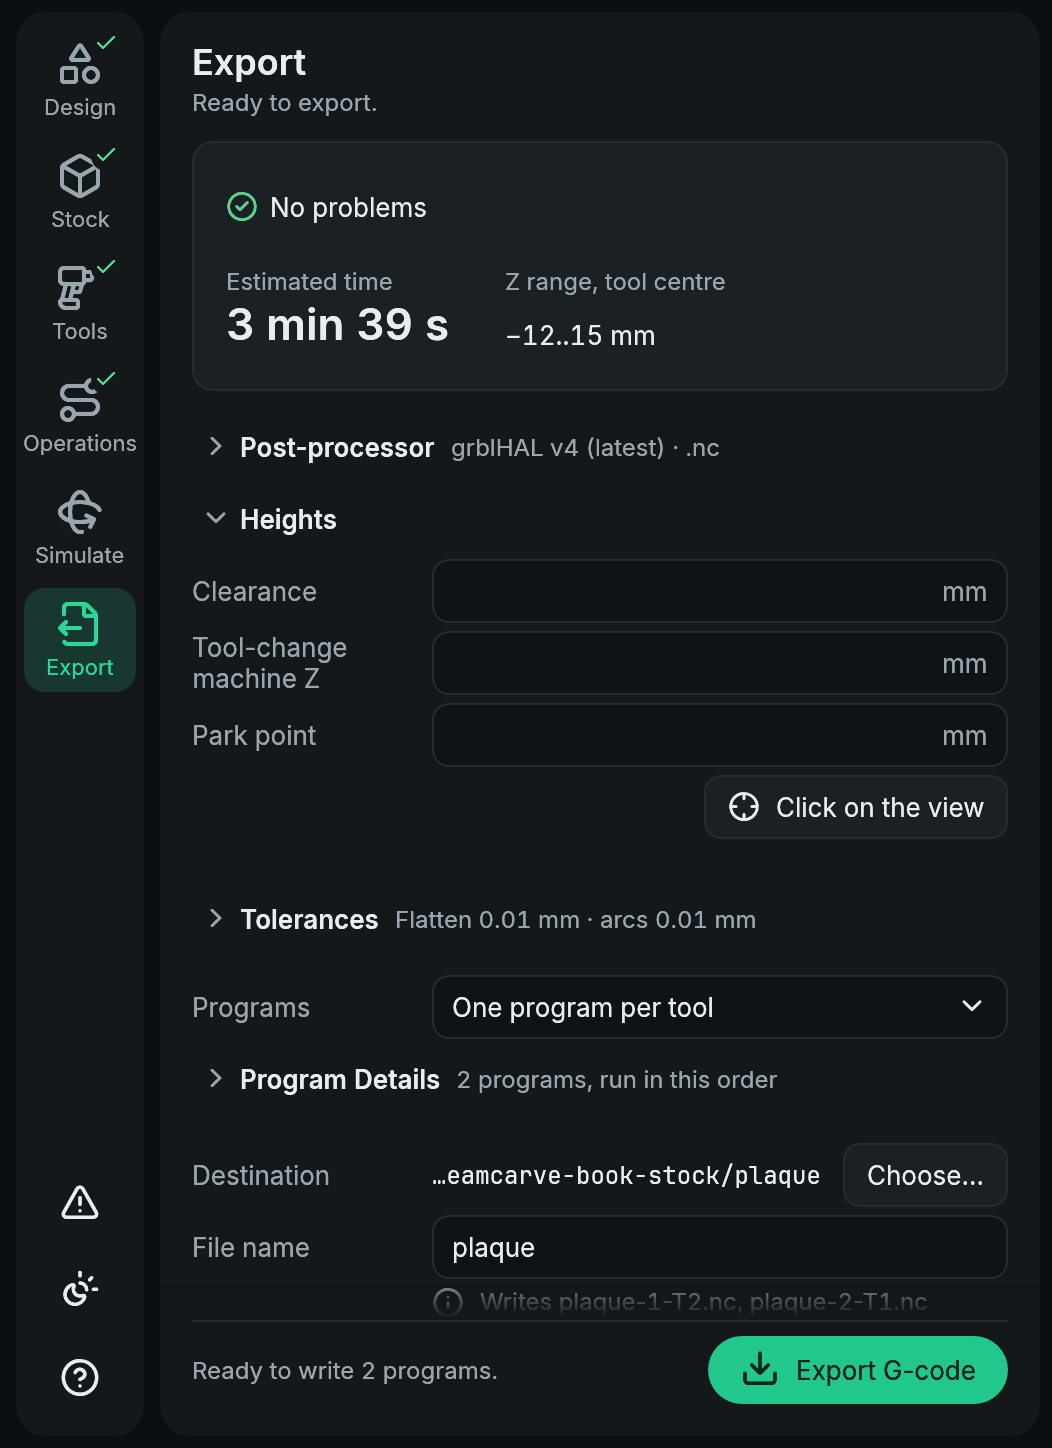 Design
Stock
Tools
Operations
Simulate
Export
Export
Ready to export.
No problems
Estimated time
3 min 39 s
Z range, tool centre
−12..15 mm
Post-processor grblHAL v4 (latest) · .nc
Heights
Clearance mm
Tool-change
machine Z mm
Park point mm
Click on the view
Tolerances Flatten 0.01 mm · arcs 0.01 mm
Programs One program per tool
Program Details 2 programs, run in this order
Destination …eamcarve-book-stock/plaque Choose…
File name plaque
Writes plaque-1-T2.nc, plaque-2-T1.nc
Ready to write 2 programs. Export G-code